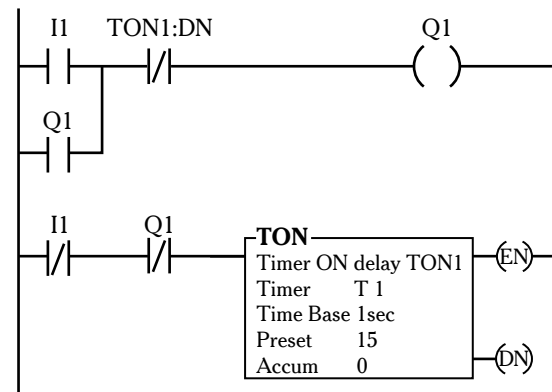 I1 TON1:DN Q1
Q1
I1 Q1
TON
Timer ON delay TON1
EN
Timer T 1
Time Base 1sec
Preset 15
DN
Accum 0